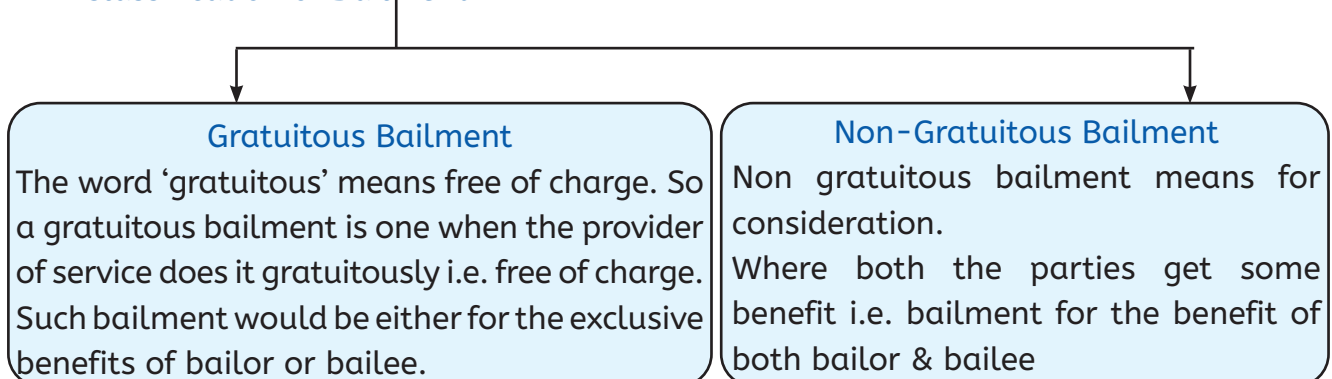 Gratuitous Bailment
The word ‘gratuitous’ means free of charge. So
a gratuitous bailment is one when the provider
of service does it gratuitously i.e. free of charge.
Such bailment would be either for the exclusive
benefits of bailor or bailee.
Non-Gratuitous Bailment
Non gratuitous bailment means for
consideration.
Where both the parties get some
benefit i.e. bailment for the benefit of
both bailor & bailee